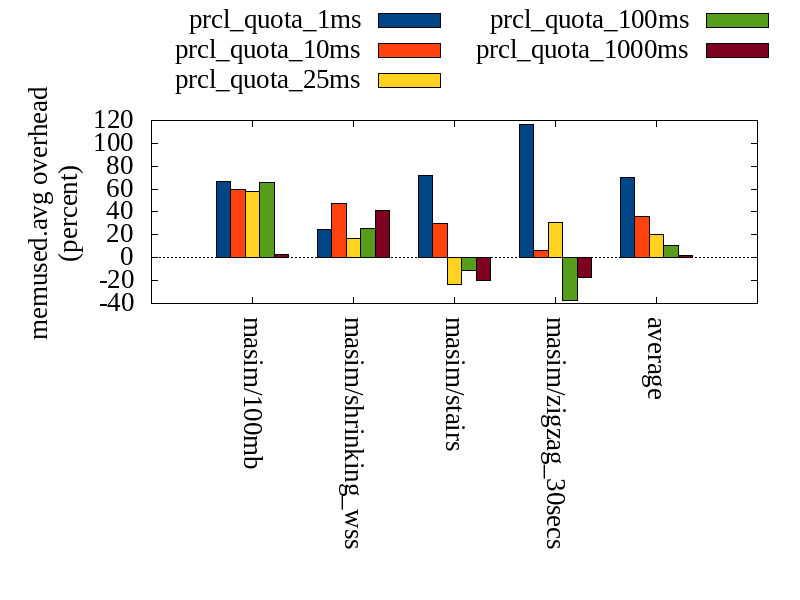 prcl_quota_1ms
prcl_quota_10ms
prcl_quota_25ms
prcl_quota_100ms
prcl_quota_1000ms
memused.avg overhead
(percent)
120
100
80
60
40
20
0
-20
-40
masim/100mb
masim/shrinking_wss
masim/stairs
masim/zigzag_30secs
average